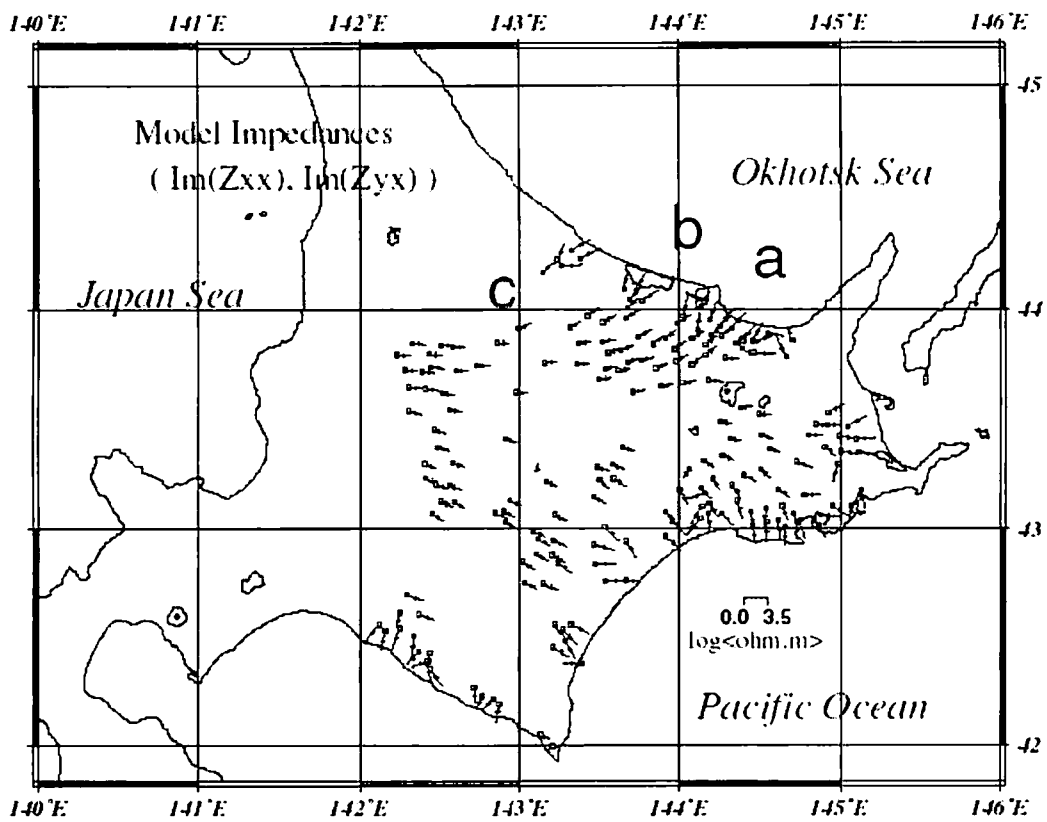 140°E 141°E 142°E 143°E 144°E 145°E 146°E
45
Model Impedances
( Im(Zxx), Im(Zyx) )
Okhotsk Sea
b
a
c
Japan Sea
44
43
0.0 3.5
log<ohm.m>
Pacific Ocean
42
140°E 141°E 142°E 143°E 144°E 145°E 146°E